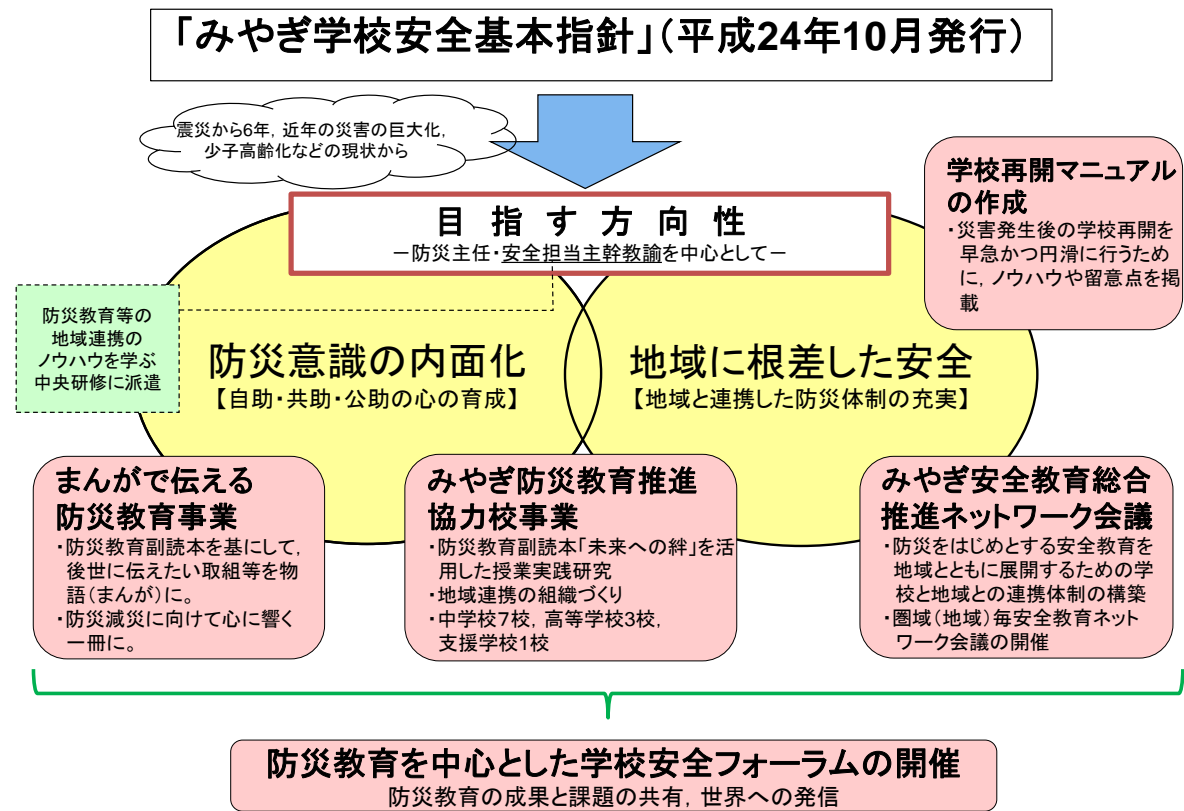 「みやぎ学校安全基本指針」（平成24年10月発行）
震災から6年，近年の災害の巨大化，
少子高齢化などの現状から
目指す方向性
－防災主任・安全担当主幹教諭を中心として－
学校再開マニュアル
の作成
・災害発生後の学校再開を
早急かつ円滑に行うため
に，ノウハウや留意点を掲
載
防災教育等の
地域連携の
ノウハウを学ぶ
中央研修に派遣
防災意識の内面化
【自助・共助・公助の心の育成】
地域に根差した安全
【地域と連携した防災体制の充実】
まんがで伝える
防災教育事業
・防災教育副読本を基にして，
後世に伝えたい取組等を物
語（まんが）に。
・防災減災に向けて心に響く
一冊に。
みやぎ防災教育推進
協力校事業
・防災教育副読本「未来への絆」を活
用した授業実践研究
・地域連携の組織づくり
・中学校7校，高等学校3校，
支援学校1校
みやぎ安全教育総合
推進ネットワーク会議
・防災をはじめとする安全教育を
地域とともに展開するための学
校と地域との連携体制の構築
・圏域（地域）毎安全教育ネット
ワーク会議の開催
防災教育を中心とした学校安全フォーラムの開催
防災教育の成果と課題の共有，世界への発信